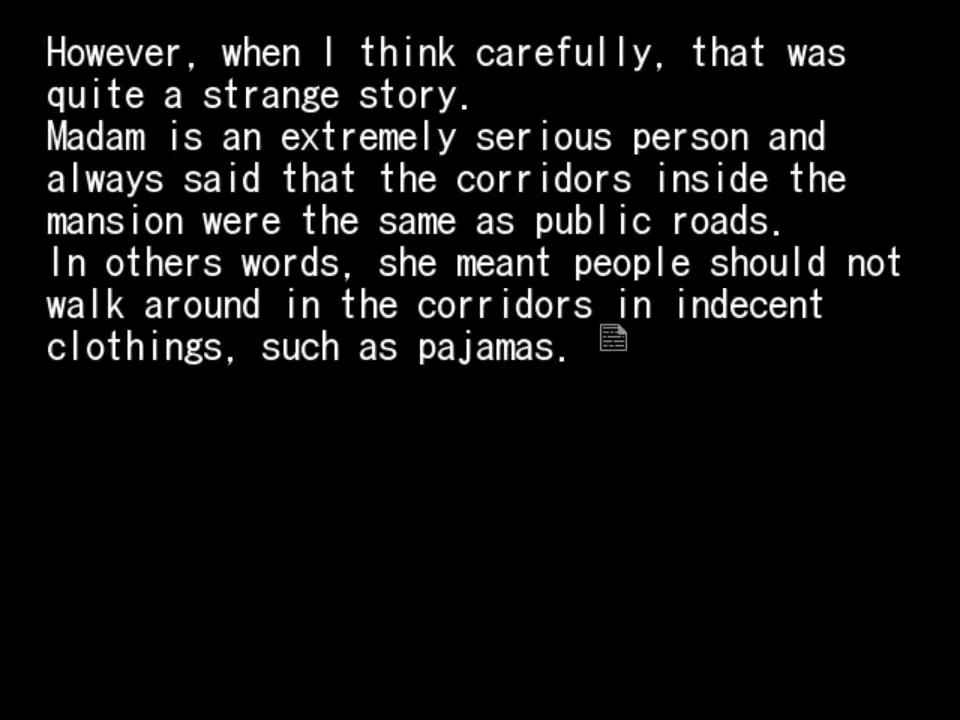 However, when I think carefully, that was
quite a strange story.
Madam is an extremely serious person and
always said that the corridors inside the
mansion were the same as public roads.
In others words, she meant people should not
walk around in the corridors in indecent
clothings, such as pajamas.